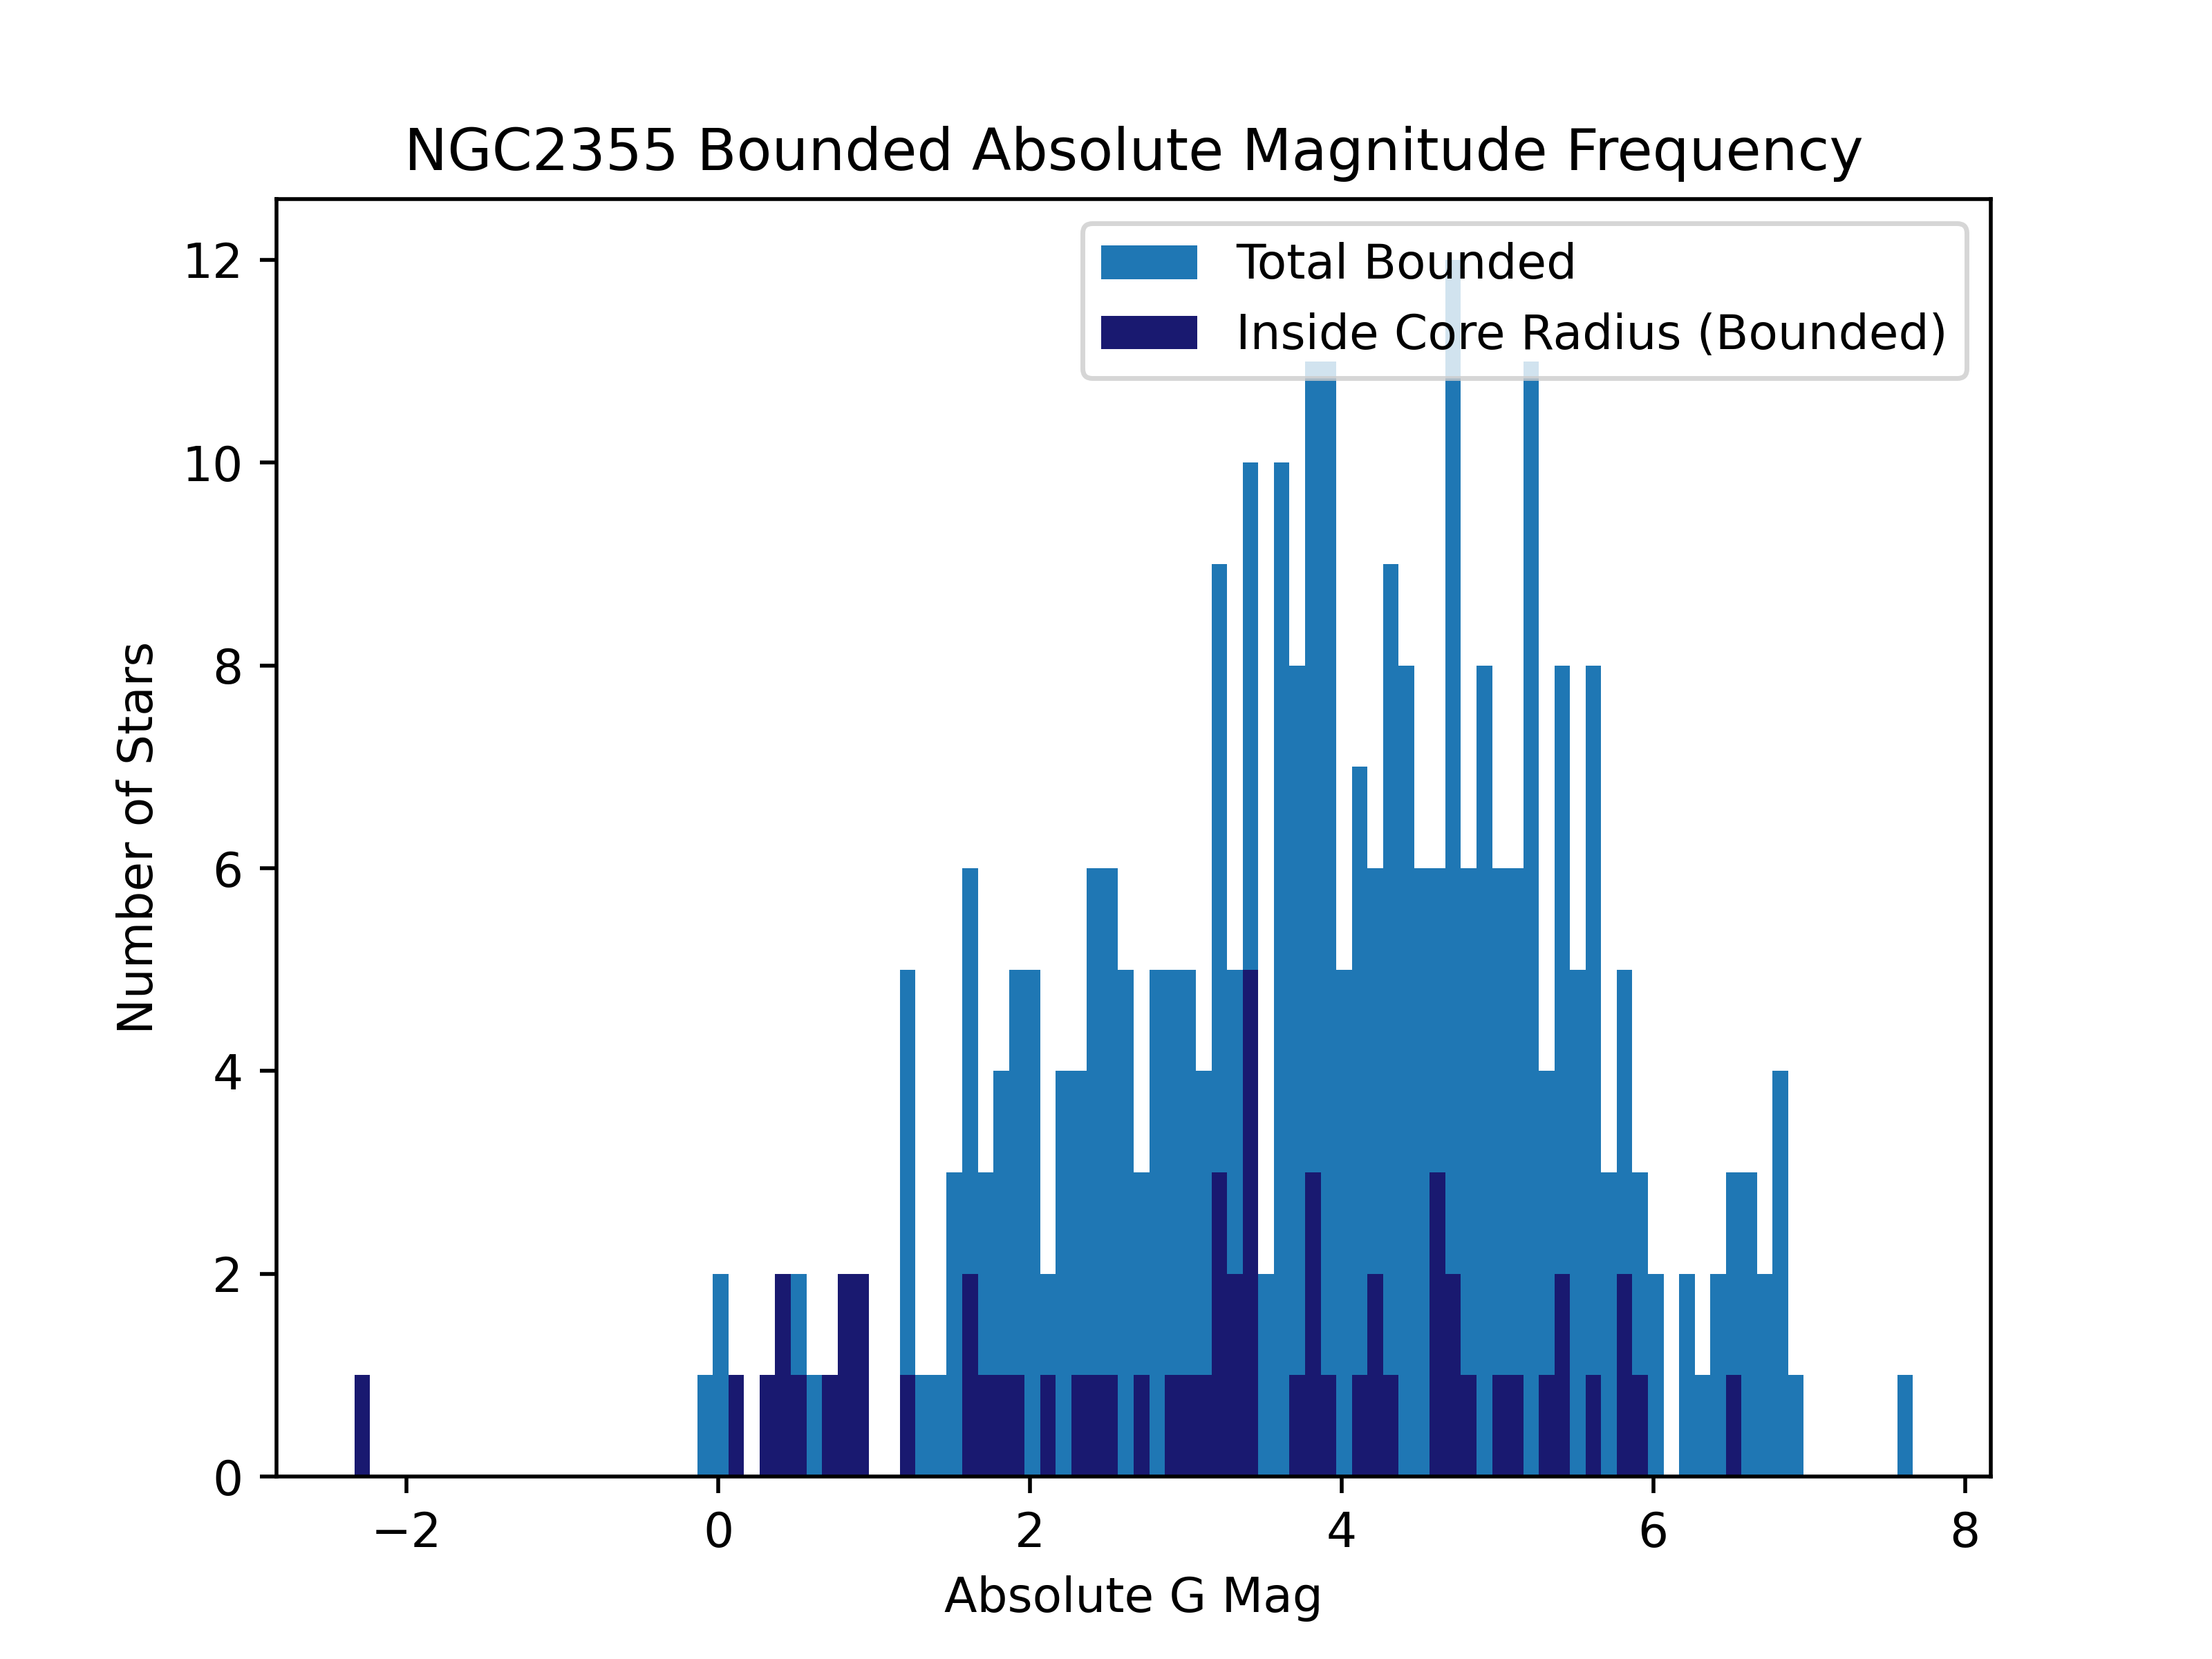 NGC2355 Bounded Absolute Magnitude Frequency
Total Bounded
Inside Core Radius (Bounded)
12
10
8
6
4
2
0
Number of Stars
−2 0 2 4 6 8
Absolute G Mag